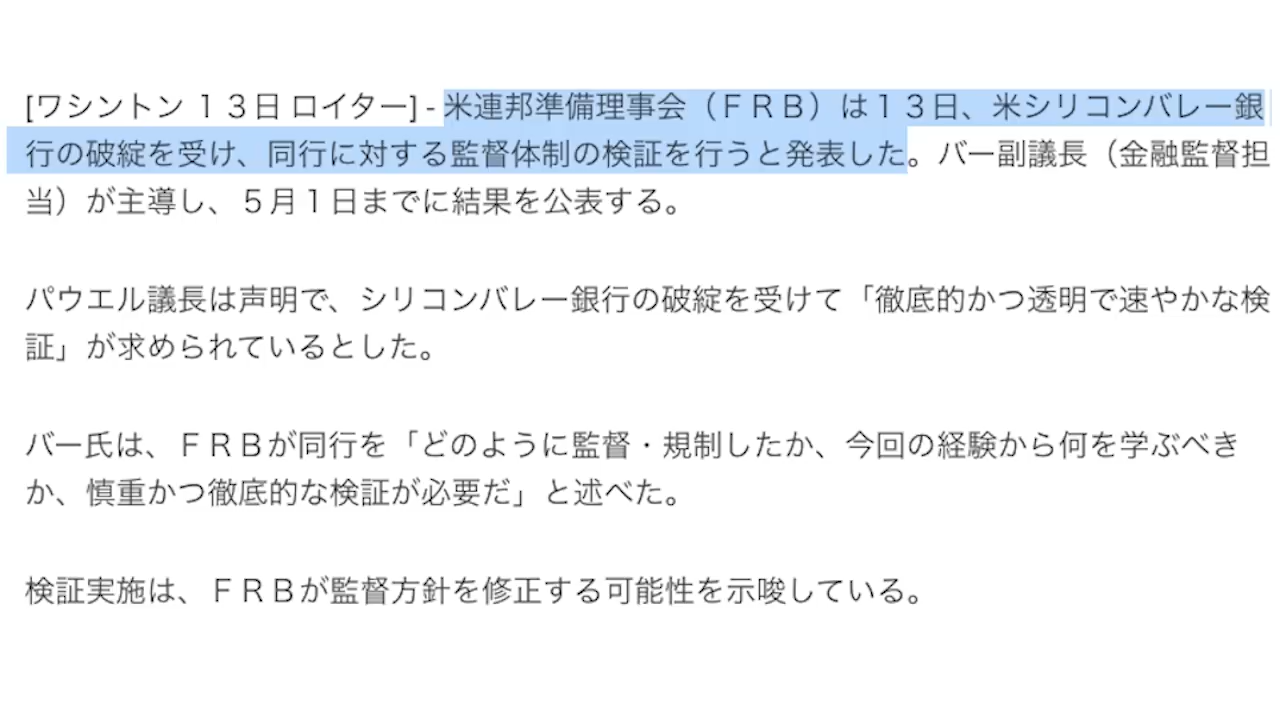 [ワシントン １３日 ロイター] - 米連邦準備理事会（ＦＲＢ）は１３日、米シリコンバレー銀
行の破綻を受け、同行に対する監督体制の検証を行うと発表した。バー副議長（金融監督担
当）が主導し、５月１日までに結果を公表する。
パウエル議長は声明で、シリコンバレー銀行の破綻を受けて「徹底的かつ透明で速やかな検
証」が求められているとした。
バー氏は、ＦＲＢが同行を「どのように監督・規制したか、今回の経験から何を学ぶべき
か、慎重かつ徹底的な検証が必要だ」と述べた。
検証実施は、ＦＲＢが監督方針を修正する可能性を示唆している。